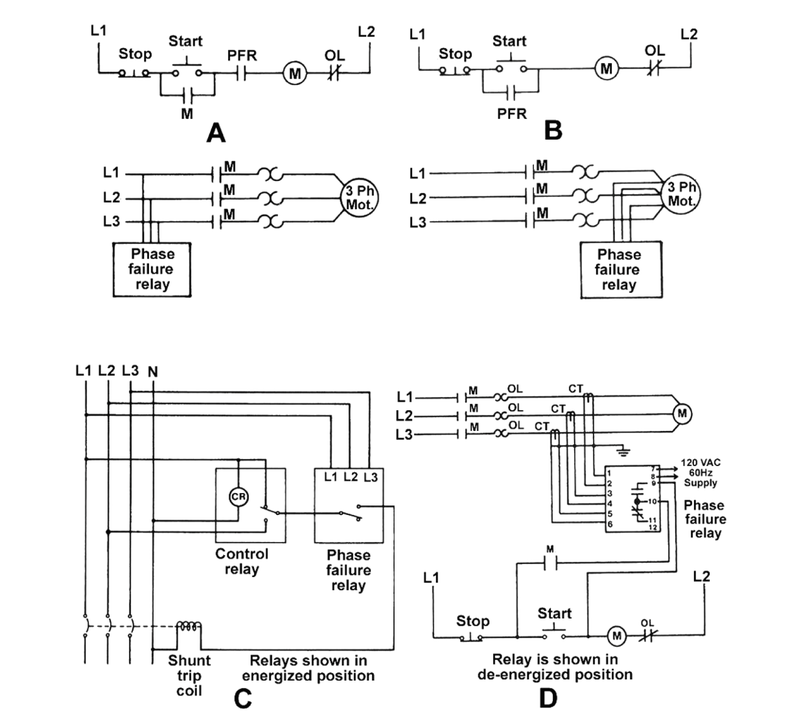 L1 L2
Stop Start PFR M OL
M
A
L1 L2
Stop Start M OL
PFR
B
L1 M
L2 M
L3 M
3 Ph
Mot.
Phase
failure
relay
L1 M
L2 M
L3 M
3 Ph
Mot.
Phase
failure
relay
L1 L2 L3 N
L1 L2 L3
CR
Control
relay
Phase
failure
relay
Shunt
trip
coil
Relays shown in
energized position
C
L1 M OL CT
L2 M OL CT
L3 M OL CT
M
1
2
3
4
5
6
7
8
9
10
11
12
120 VAC
60Hz
Supply
Phase
failure
relay
M
L1 L2
Stop Start M OL
Relay is shown in
de-energized position
D